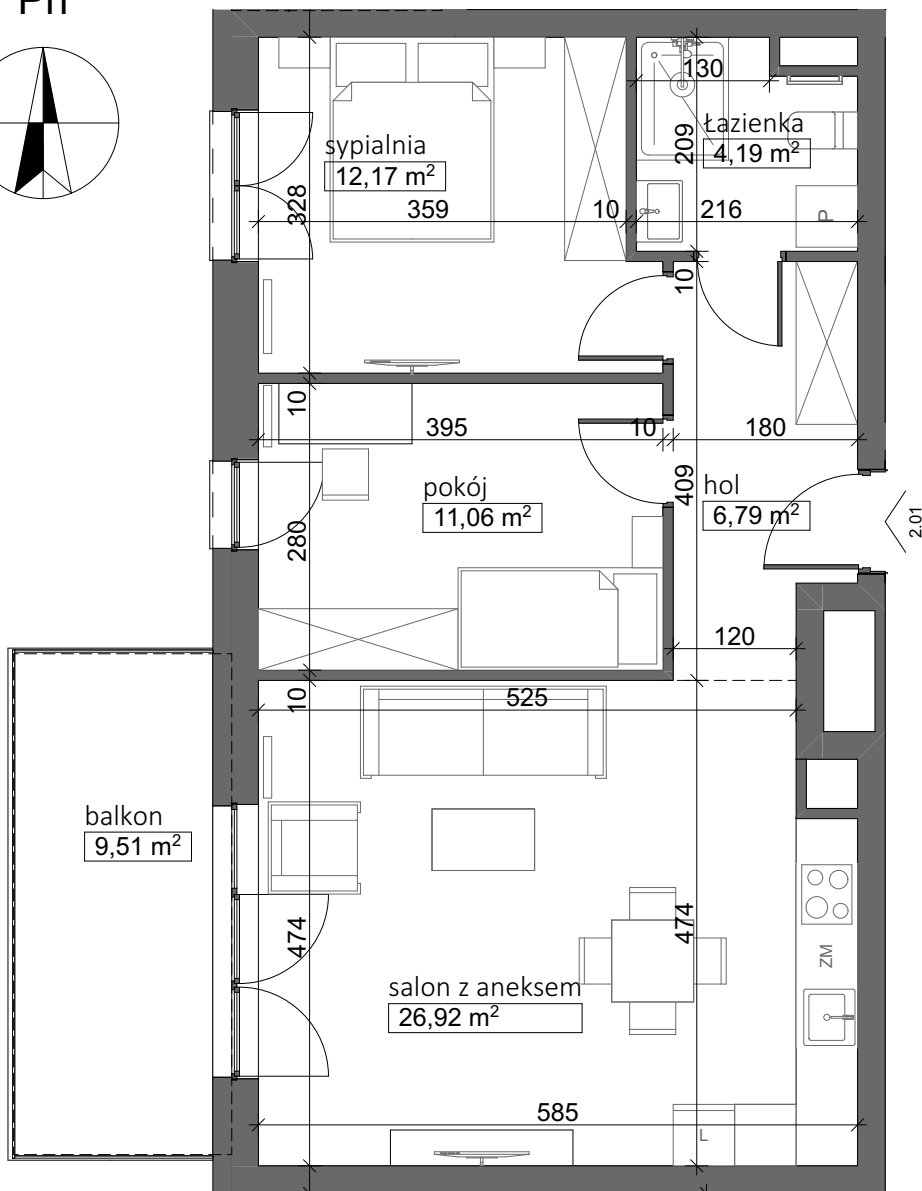 Pn
130
sypialnia
12,17 m²
Łazienka
4,19 m²
209
328
359
10
216
P
10
10
395
10
180
pokój
11,06 m²
409
hol
6,79 m²
2.01
280
120
10
525
balkon
9,51 m²
474
474
ZM
salon z aneksem
26,92 m²
585
L